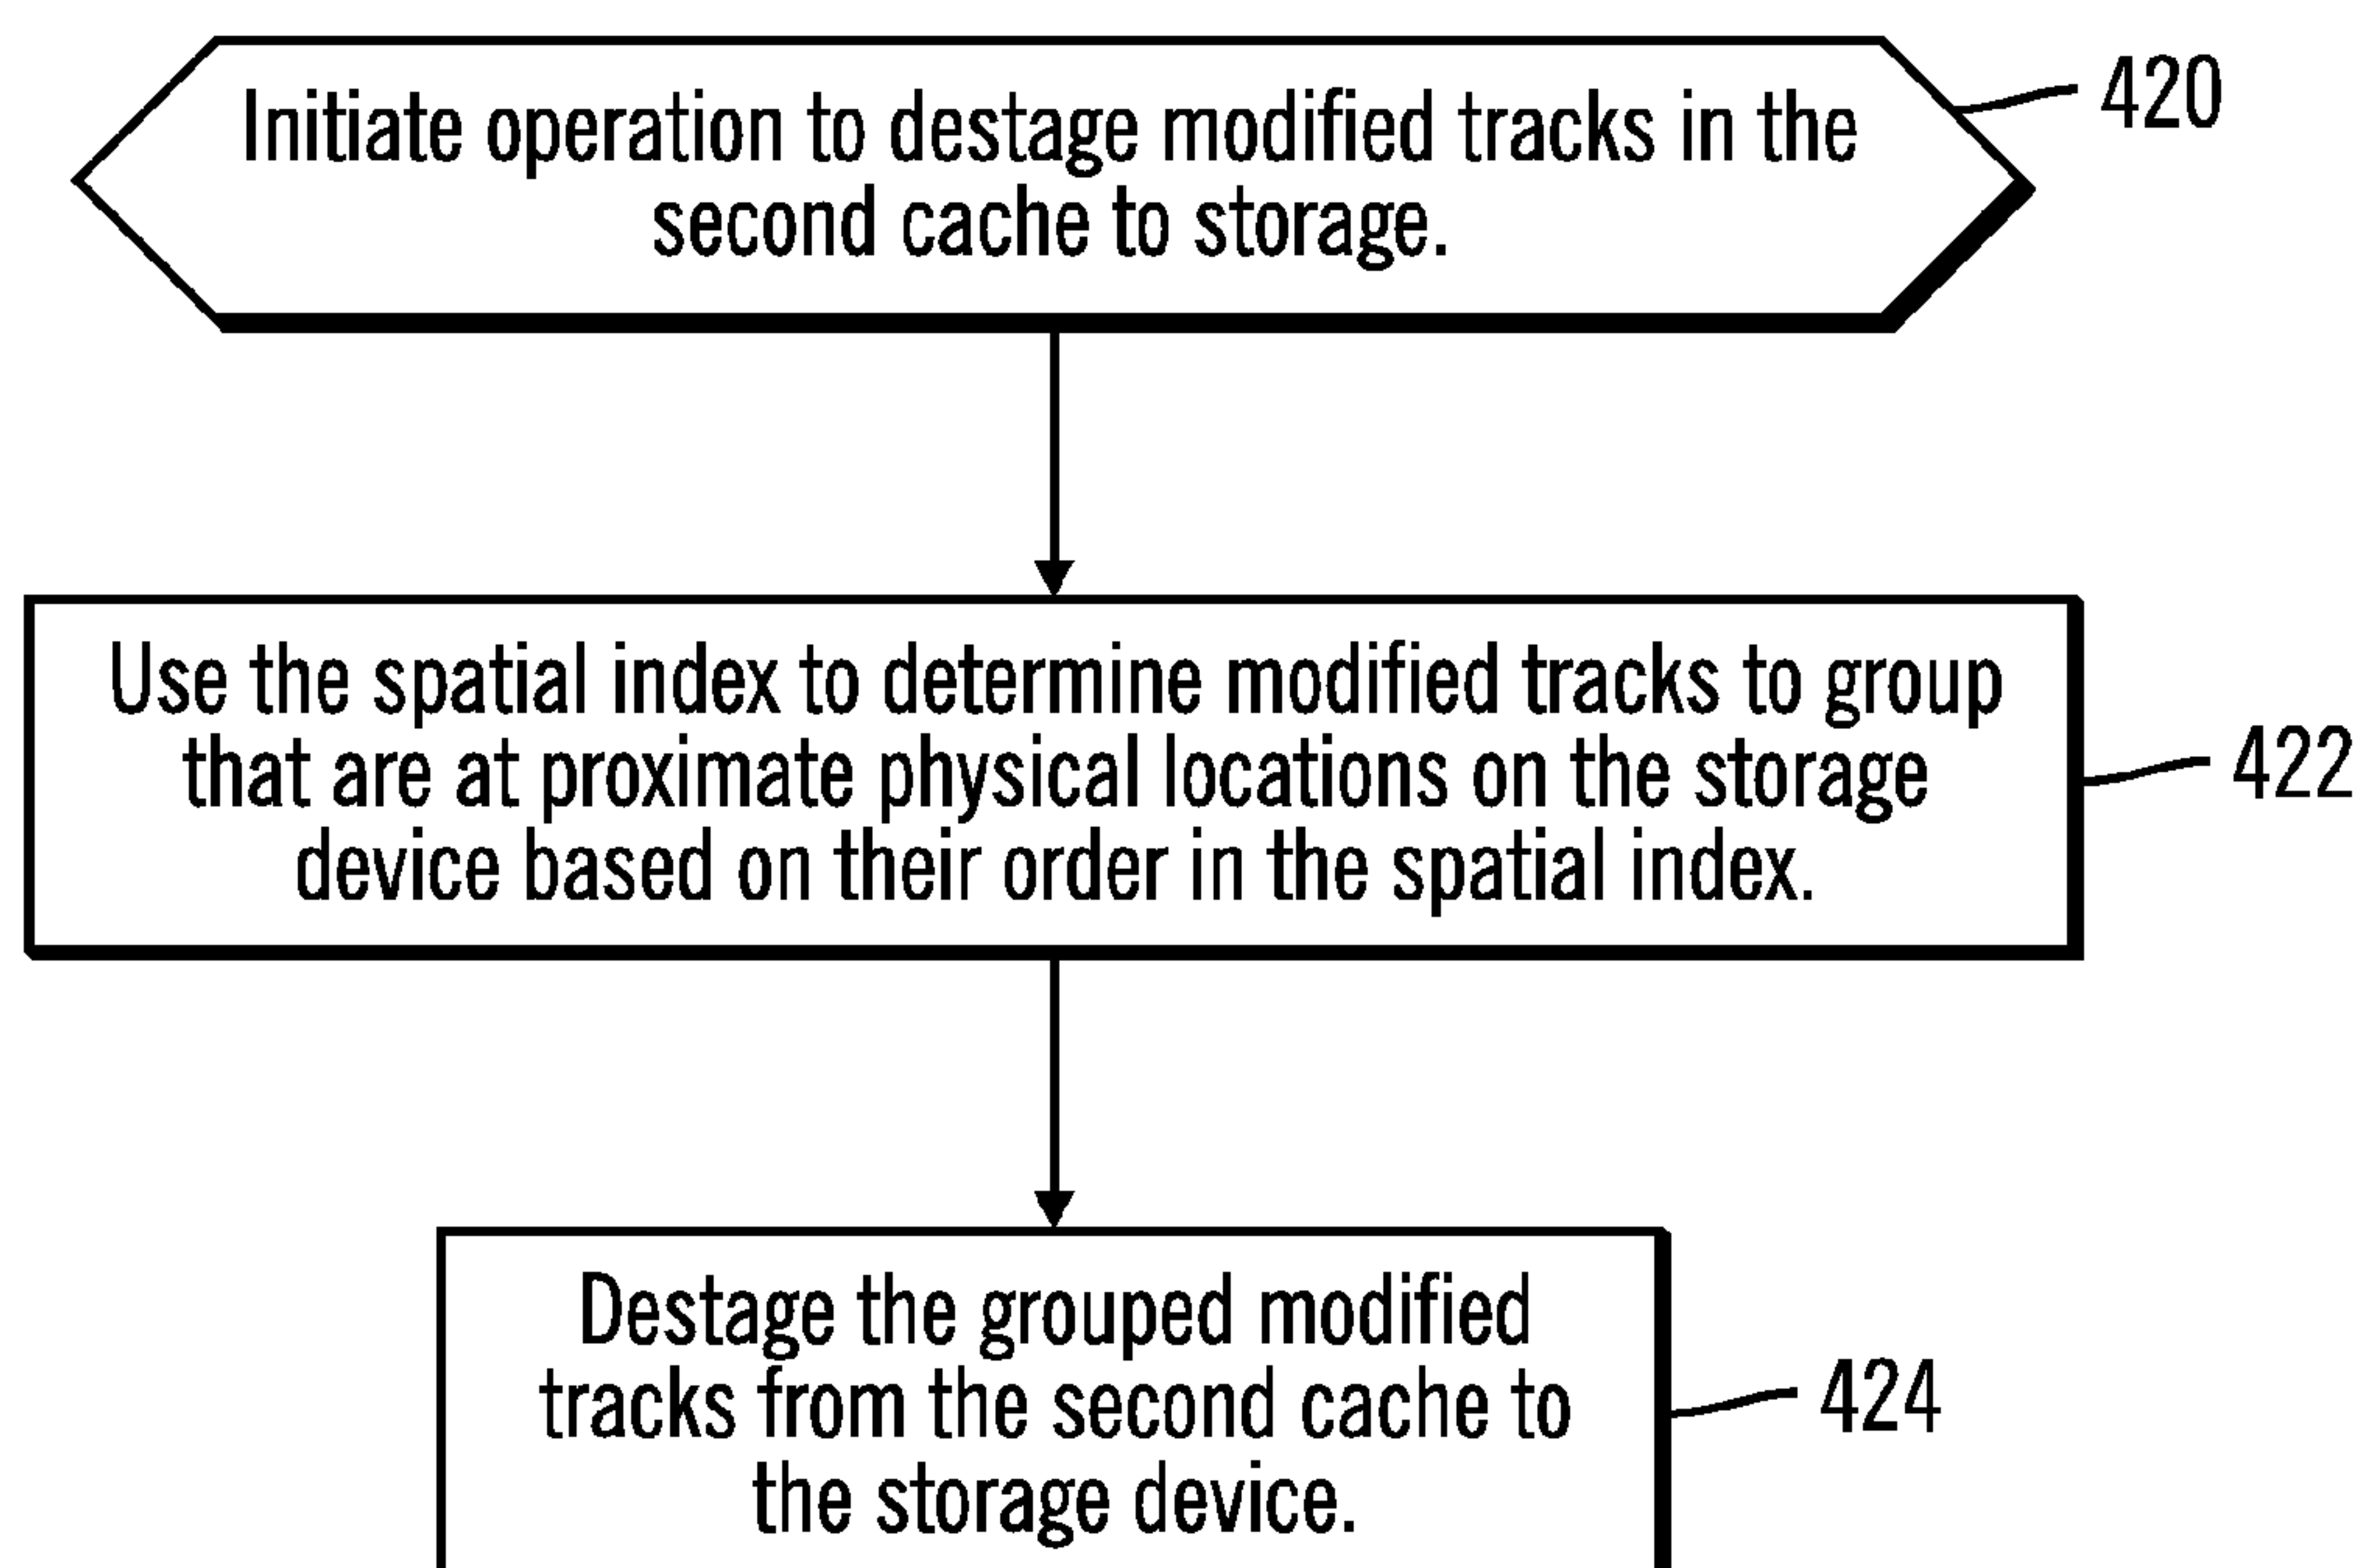 Initiate operation to destage modified tracks in the
second cache to storage.
420
Use the spatial index to determine modified tracks to group
that are at proximate physical locations on the storage
device based on their order in the spatial index.
422
Destage the grouped modified
tracks from the second cache to
the storage device.
424